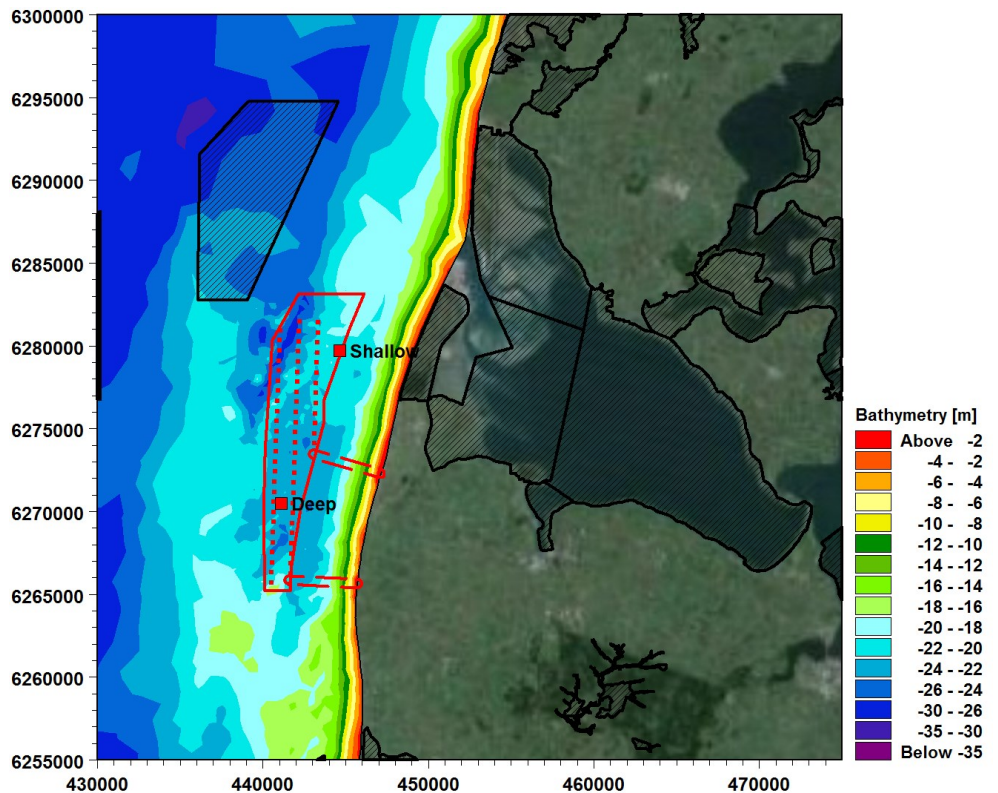 6300000
6295000
6290000
6285000
6280000
6275000
6270000
6265000
6260000
6255000
430000
440000
450000
460000
470000
Shallow
Deep
Bathymetry [m]
Above -2
-4 - -2
-6 - -4
-8 - -6
-10 - -8
-12 - -10
-14 - -12
-16 - -14
-18 - -16
-20 - -18
-22 - -20
-24 - -22
-26 - -24
-30 - -26
-35 - -30
Below -35